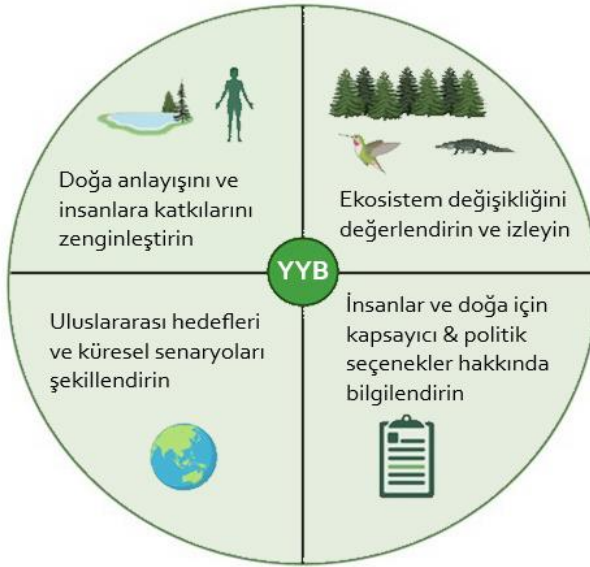 Doğa anlayışını ve
insanlara katkılarını
zenginleştirin
Ekosistem değişikliğini
değerlendirin ve izleyin
YYB
Uluslararası hedefleri
ve küresel senaryoları
şekillendirin
İnsanlar ve doğa için
kapsayıcı & politik
seçenekler hakkında
bilgilendirin